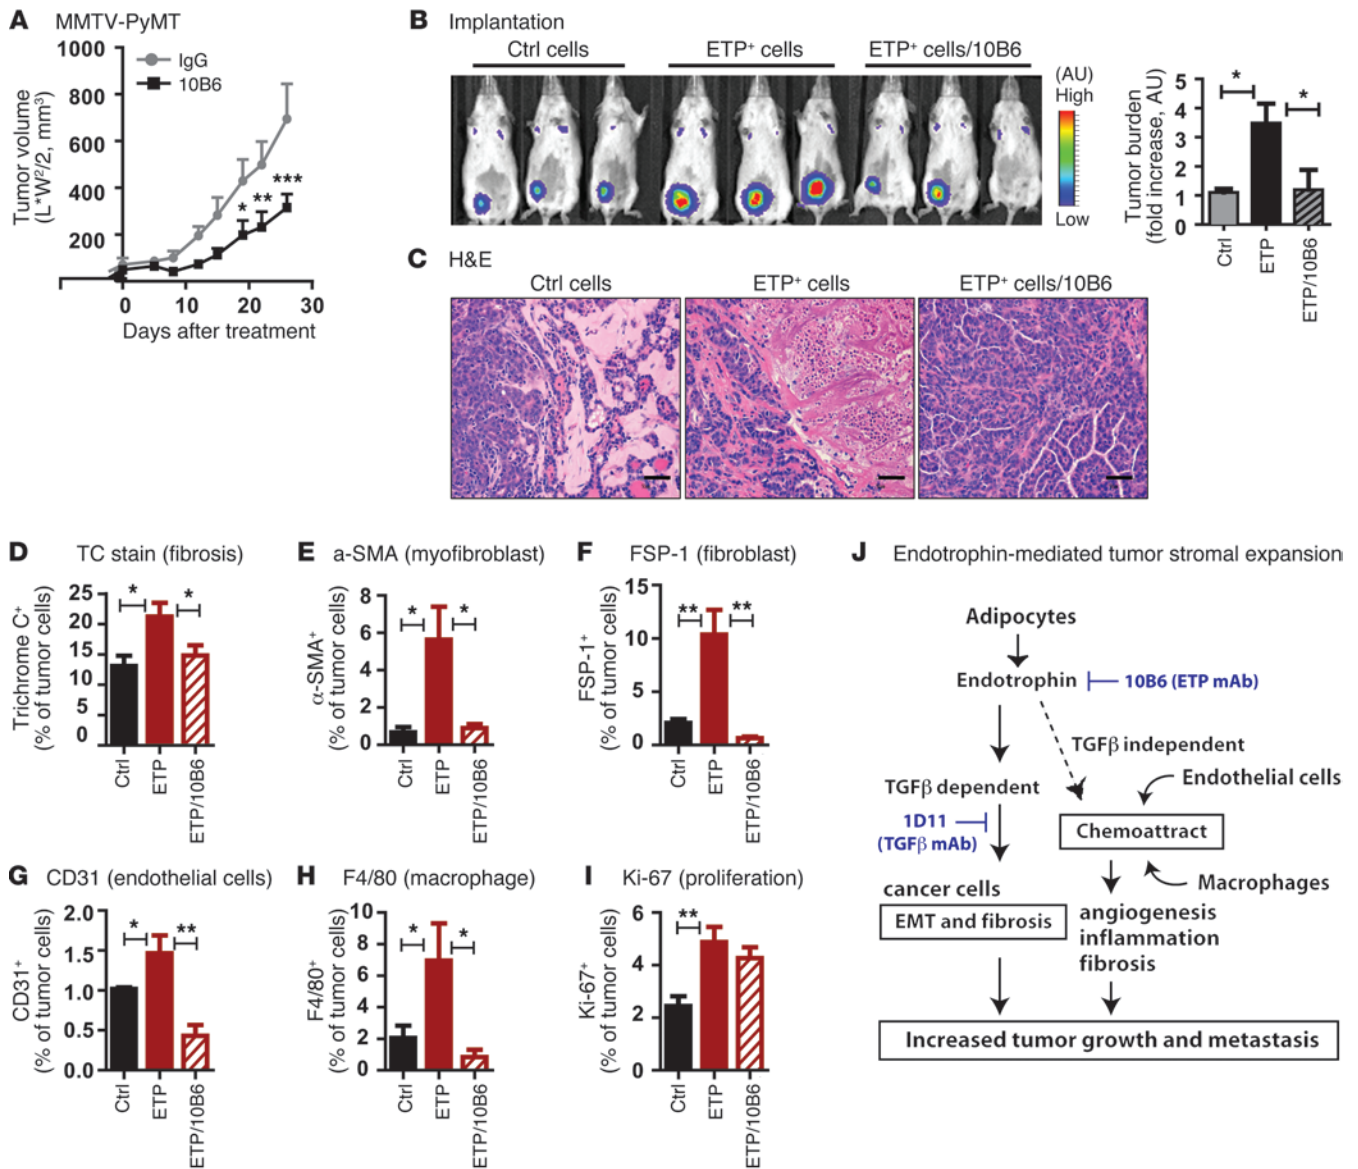 A MMTV-PyMT
1000
800
600
400
200
Tumor volume
(L*W²/2, mm³)
IgG
10B6
*
**
***
0 10 20 30
Days after treatment
B Implantation
Ctrl cells ETP⁺ cells ETP⁺ cells/10B6
(AU)
High
Low
Tumor burden
(fold increase, AU)
5
4
3
2
1
0
*
*
Ctrl
ETP
ETP/10B6
C H&E
Ctrl cells ETP⁺ cells ETP⁺ cells/10B6
D TC stain (fibrosis)
Trichrome C⁺
(% of tumor cells)
25
20
15
10
5
0
* *
Ctrl
ETP
ETP/10B6
E a-SMA (myofibroblast)
α-SMA⁺
(% of tumor cells)
8
6
4
2
0
* *
Ctrl
ETP
ETP/10B6
F FSP-1 (fibroblast)
FSP-1⁺
(% of tumor cells)
15
10
5
0
** **
Ctrl
ETP
ETP/10B6
G CD31 (endothelial cells)
CD31⁺
(% of tumor cells)
2.0
1.5
1.0
0.5
0.0
* **
Ctrl
ETP
ETP/10B6
H F4/80 (macrophage)
F4/80⁺
(% of tumor cells)
10
8
6
4
2
0
* *
Ctrl
ETP
ETP/10B6
I Ki-67 (proliferation)
Ki-67⁺
(% of tumor cells)
6
4
2
0
**
Ctrl
ETP
ETP/10B6
J Endotrophin-mediated tumor stromal expansion
Adipocytes
Endotrophin
10B6 (ETP mAb)
TGFβ independent
Endothelial cells
TGFβ dependent
1D11
(TGFβ mAb)
Chemoattract
Macrophages
cancer cells
EMT and fibrosis
angiogenesis
inflammation
fibrosis
Increased tumor growth and metastasis